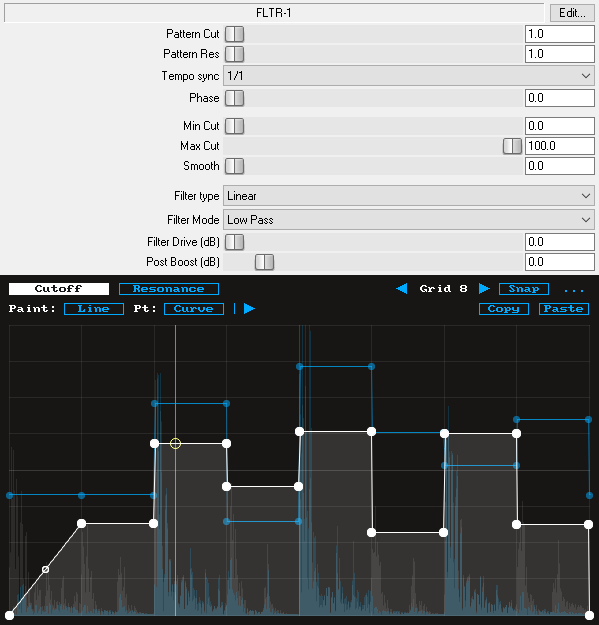 FLTR-1 Edit...
Pattern Cut 1.0
Pattern Res 1.0
Tempo sync 1/1
Phase 0.0
Min Cut 0.0
Max Cut 100.0
Smooth 0.0
Filter type Linear
Filter Mode Low Pass
Filter Drive (dB) 0.0
Post Boost (dB) 0.0
Cutoff Resonance Grid 8 Snap ...
Paint: Line Pt: Curve Copy Paste